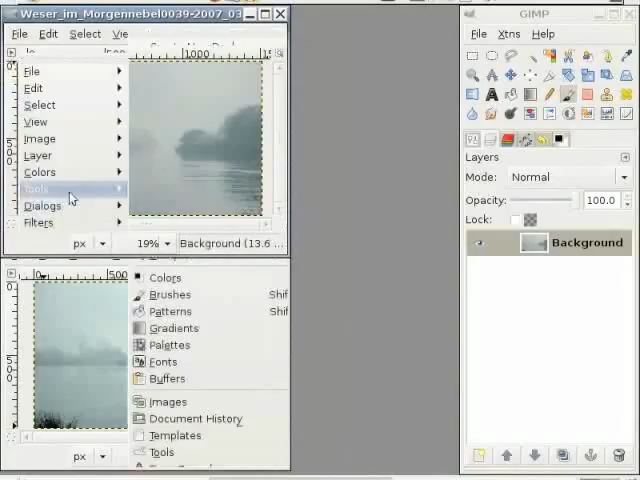 Weser_im_Morgennebel0039-2007_03
File Edit Select Vie
1000
File
Edit
Select
View
Image
Layer
Colors
Tools
Dialogs
Filters
px 19% Background (13.6 ...
0 500
Colors
Brushes Shif
Patterns Shif
Gradients
Palettes
Fonts
Buffers
Images
Document History
Templates
Tools
px
GIMP
File Xtns Help
Layers
Mode: Normal
Opacity: 100.0
Lock:
Background